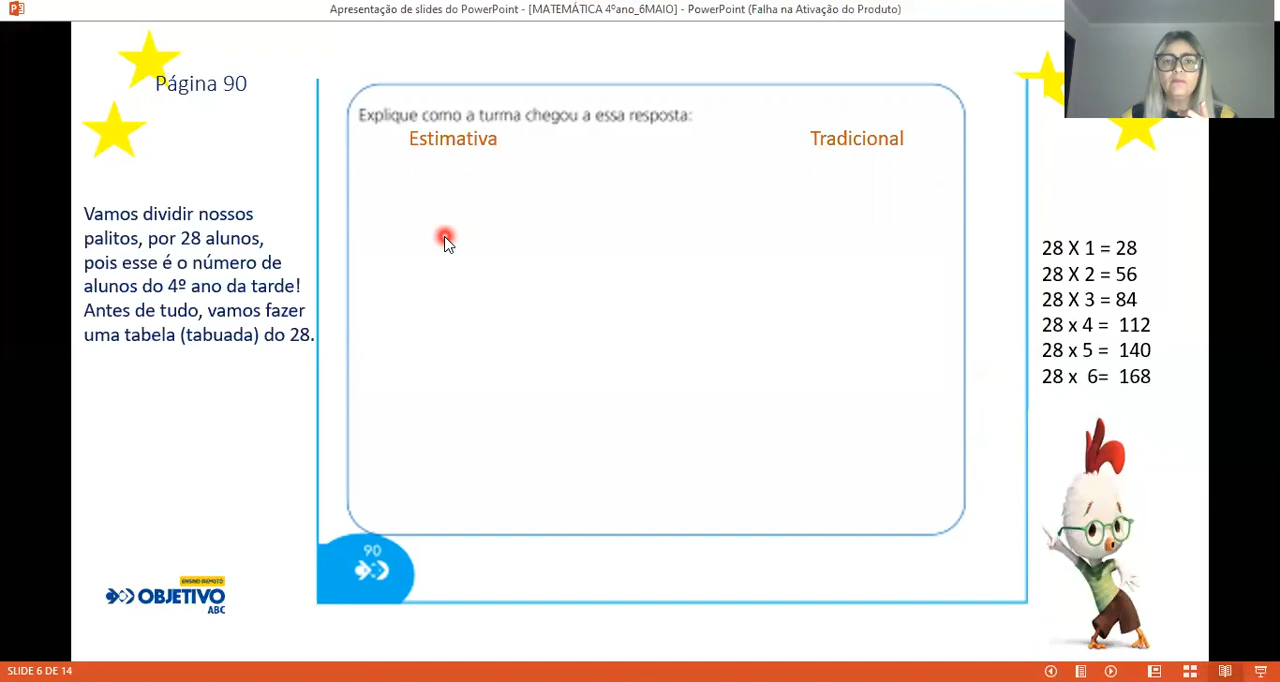 Apresentação de slides do PowerPoint - [MATEMÁTICA 4ºano_6MAIO] - PowerPoint (Falha na Ativação do Produto)
Página 90
Explique como a turma chegou a essa resposta:
Estimativa
Tradicional
Vamos dividir nossos
palitos, por 28 alunos,
pois esse é o número de
alunos do 4º ano da tarde!
Antes de tudo, vamos fazer
uma tabela (tabuada) do 28.
28 X 1 = 28
28 X 2 = 56
28 X 3 = 84
28 x 4 = 112
28 x 5 = 140
28 x 6= 168
90
ENSINO REMOTO
OBJETIVO
ABC
SLIDE 6 DE 14